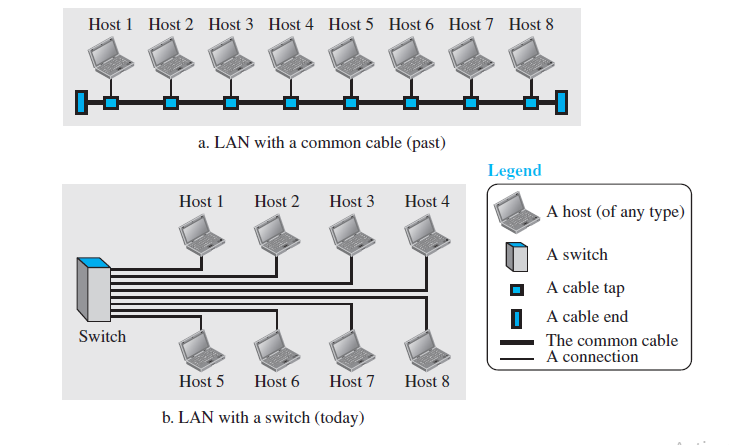 Host 1 Host 2 Host 3 Host 4 Host 5 Host 6 Host 7 Host 8
a. LAN with a common cable (past)
Legend
A host (of any type)
A switch
A cable tap
A cable end
The common cable
A connection
Host 1 Host 2 Host 3 Host 4
Switch
Host 5 Host 6 Host 7 Host 8
b. LAN with a switch (today)